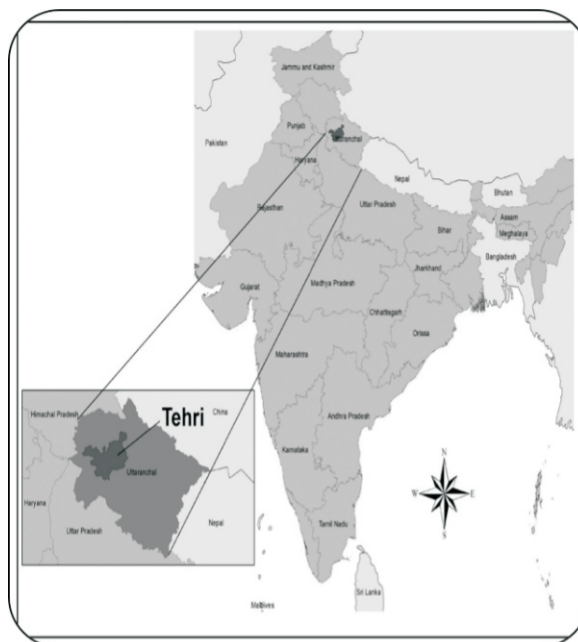 Jammu and Kashmir
Punjab
Uttaranchal
Haryana
Pakistan
Nepal
Bhutan
Rajasthan
Uttar Pradesh
Assam
Bihar
Meghalaya
Bangladesh
Jharkhand
Gujarat
Madhya Pradesh
Chhattisgarh
Orissa
Maharashtra
Andhra Pradesh
Karnataka
Tamil Nadu
Sri Lanka
Maldives
N
W
E
S
Himachal Pradesh
Tehri
China
Uttaranchal
Haryana
Nepal
Uttar Pradesh